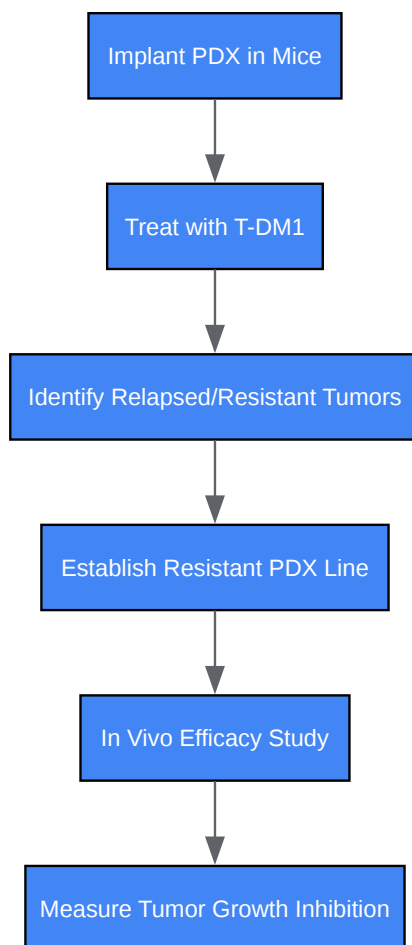 Implant PDX in Mice
Treat with T-DM1
Identify Relapsed/Resistant Tumors
Establish Resistant PDX Line
In Vivo Efficacy Study
Measure Tumor Growth Inhibition